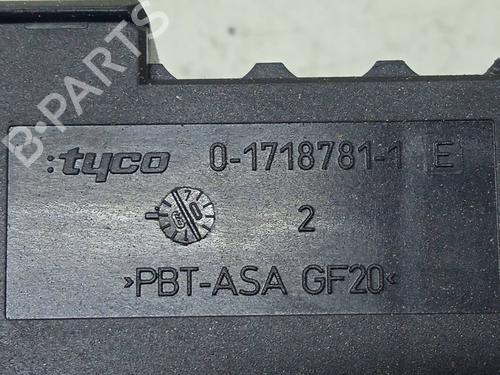 B-PARTS
:tyco 0-1718781-1 E
2
>PBT-ASA GF20<